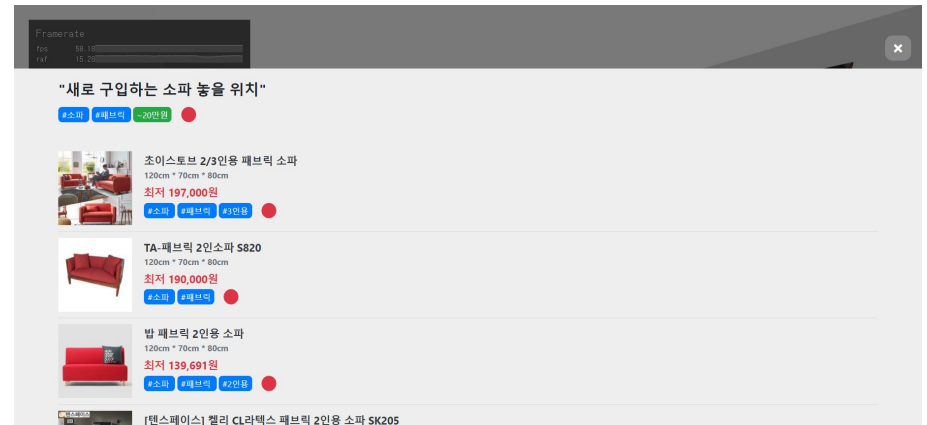 Framerate
fps 58.18
raf 15.28
×
"새로 구입하는 소파 놓을 위치"
#소파 #패브릭 ~20만원
초이스토브 2/3인용 패브릭 소파
120cm * 70cm * 80cm
최저 197,000원
#소파 #패브릭 #3인용
TA-패브릭 2인소파 S820
120cm * 70cm * 80cm
최저 190,000원
#소파 #패브릭
밥 패브릭 2인용 소파
120cm * 70cm * 80cm
최저 139,691원
#소파 #패브릭 #2인용
[텐스페이스] 켈리 CL라텍스 패브릭 2인용 소파 SK205